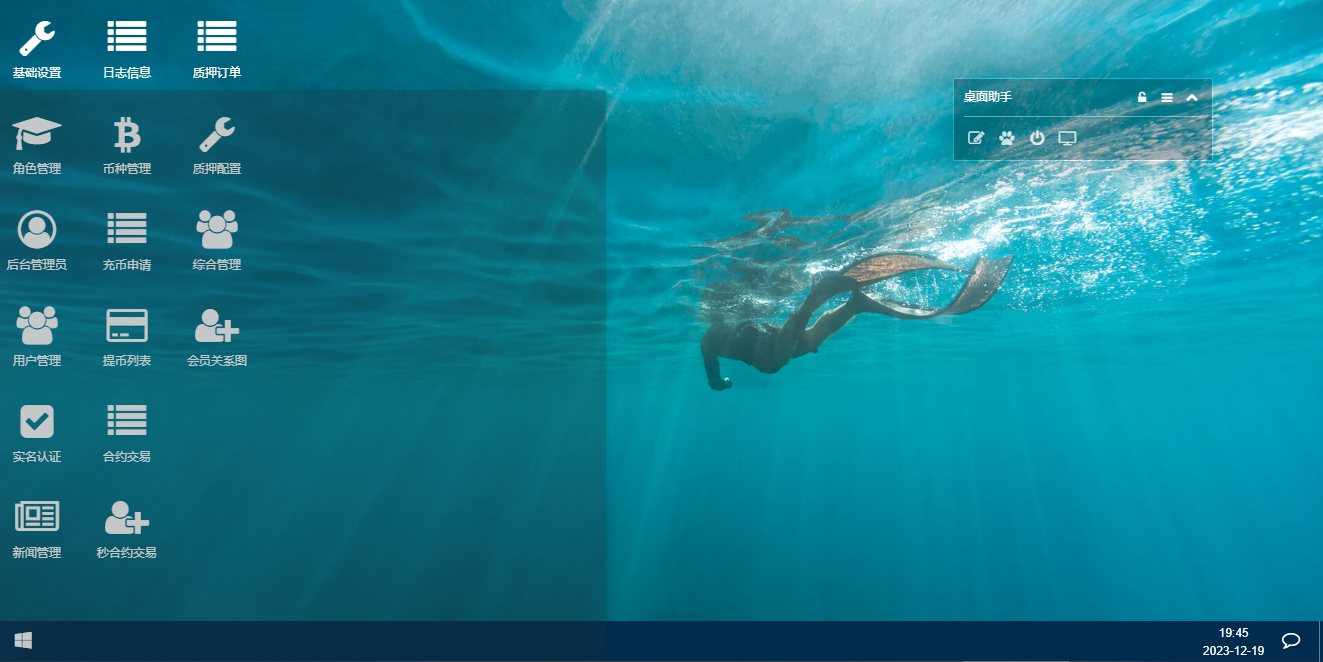 基础设置 日志信息 质押订单
桌面助手
角色管理 币种管理 质押配置
后台管理员 充币申请 综合管理
用户管理 提币列表 会员关系图
实名认证 合约交易
新闻管理 秒合约交易
19:45
2023-12-19